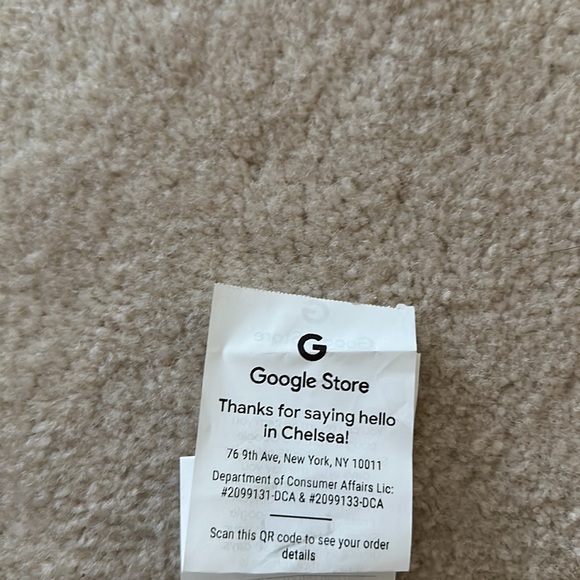 G
Google Store
Thanks for saying hello
in Chelsea!
76 9th Ave, New York, NY 10011
Department of Consumer Affairs Lic:
#2099131-DCA & #2099133-DCA
Scan this QR code to see your order
details